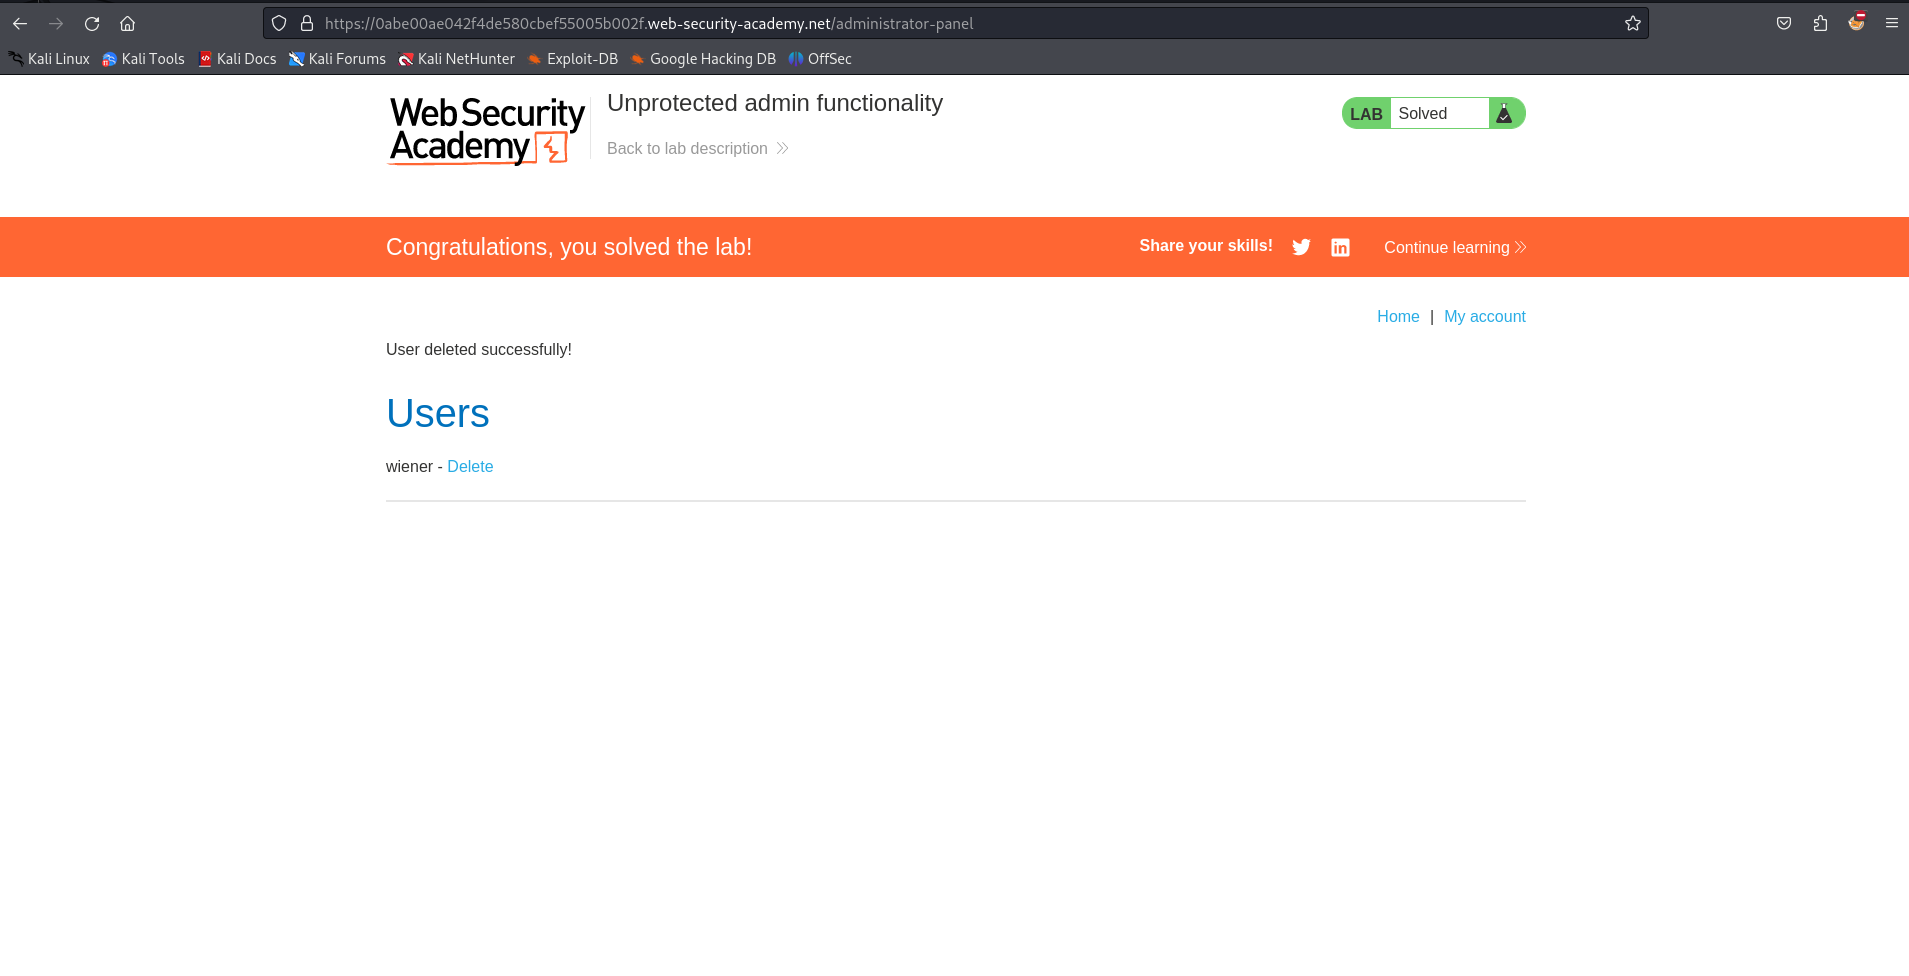 https://0abe00ae042f4de580cbef55005b002f.web-security-academy.net/administrator-panel
Kali Linux Kali Tools Kali Docs Kali Forums Kali NetHunter Exploit-DB Google Hacking DB OffSec
Web Security
Academy
Unprotected admin functionality
Back to lab description
LAB Solved
Congratulations, you solved the lab!
Share your skills!
Continue learning
Home | My account
User deleted successfully!
Users
wiener - Delete